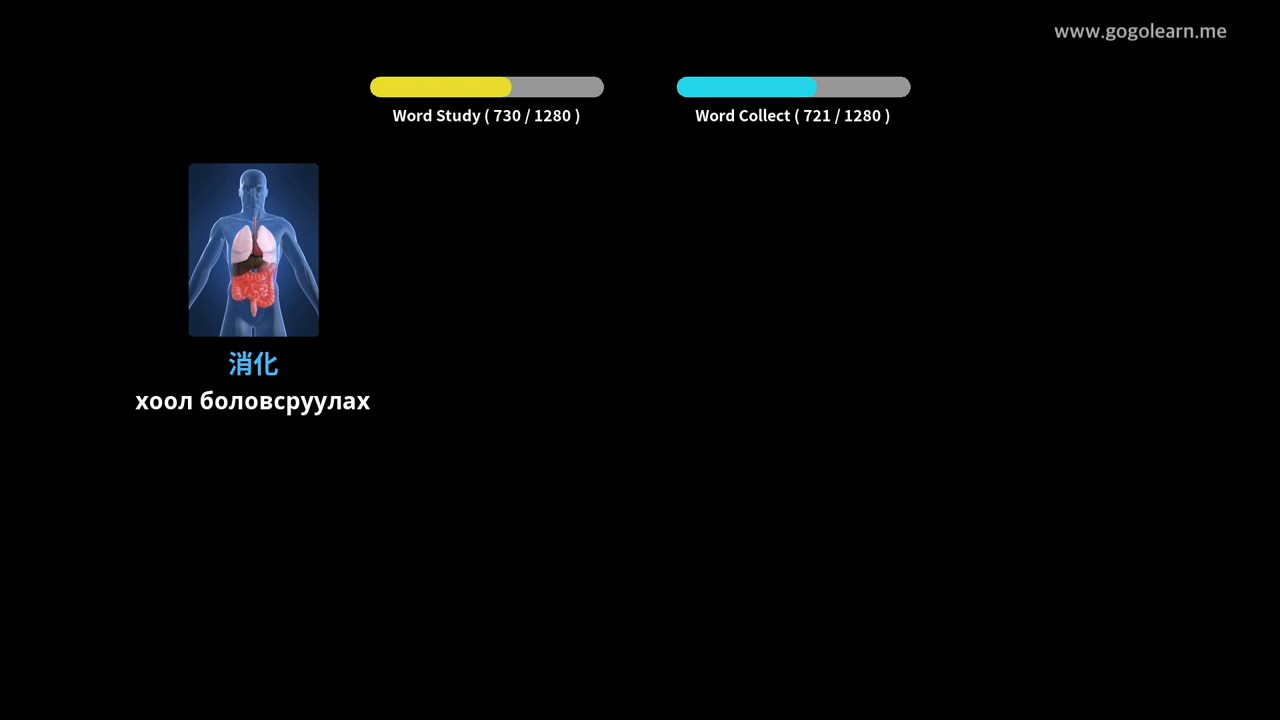 www.gogolearn.me
Word Study ( 730 / 1280 )
Word Collect ( 721 / 1280 )
消化
хоол боловсруулах